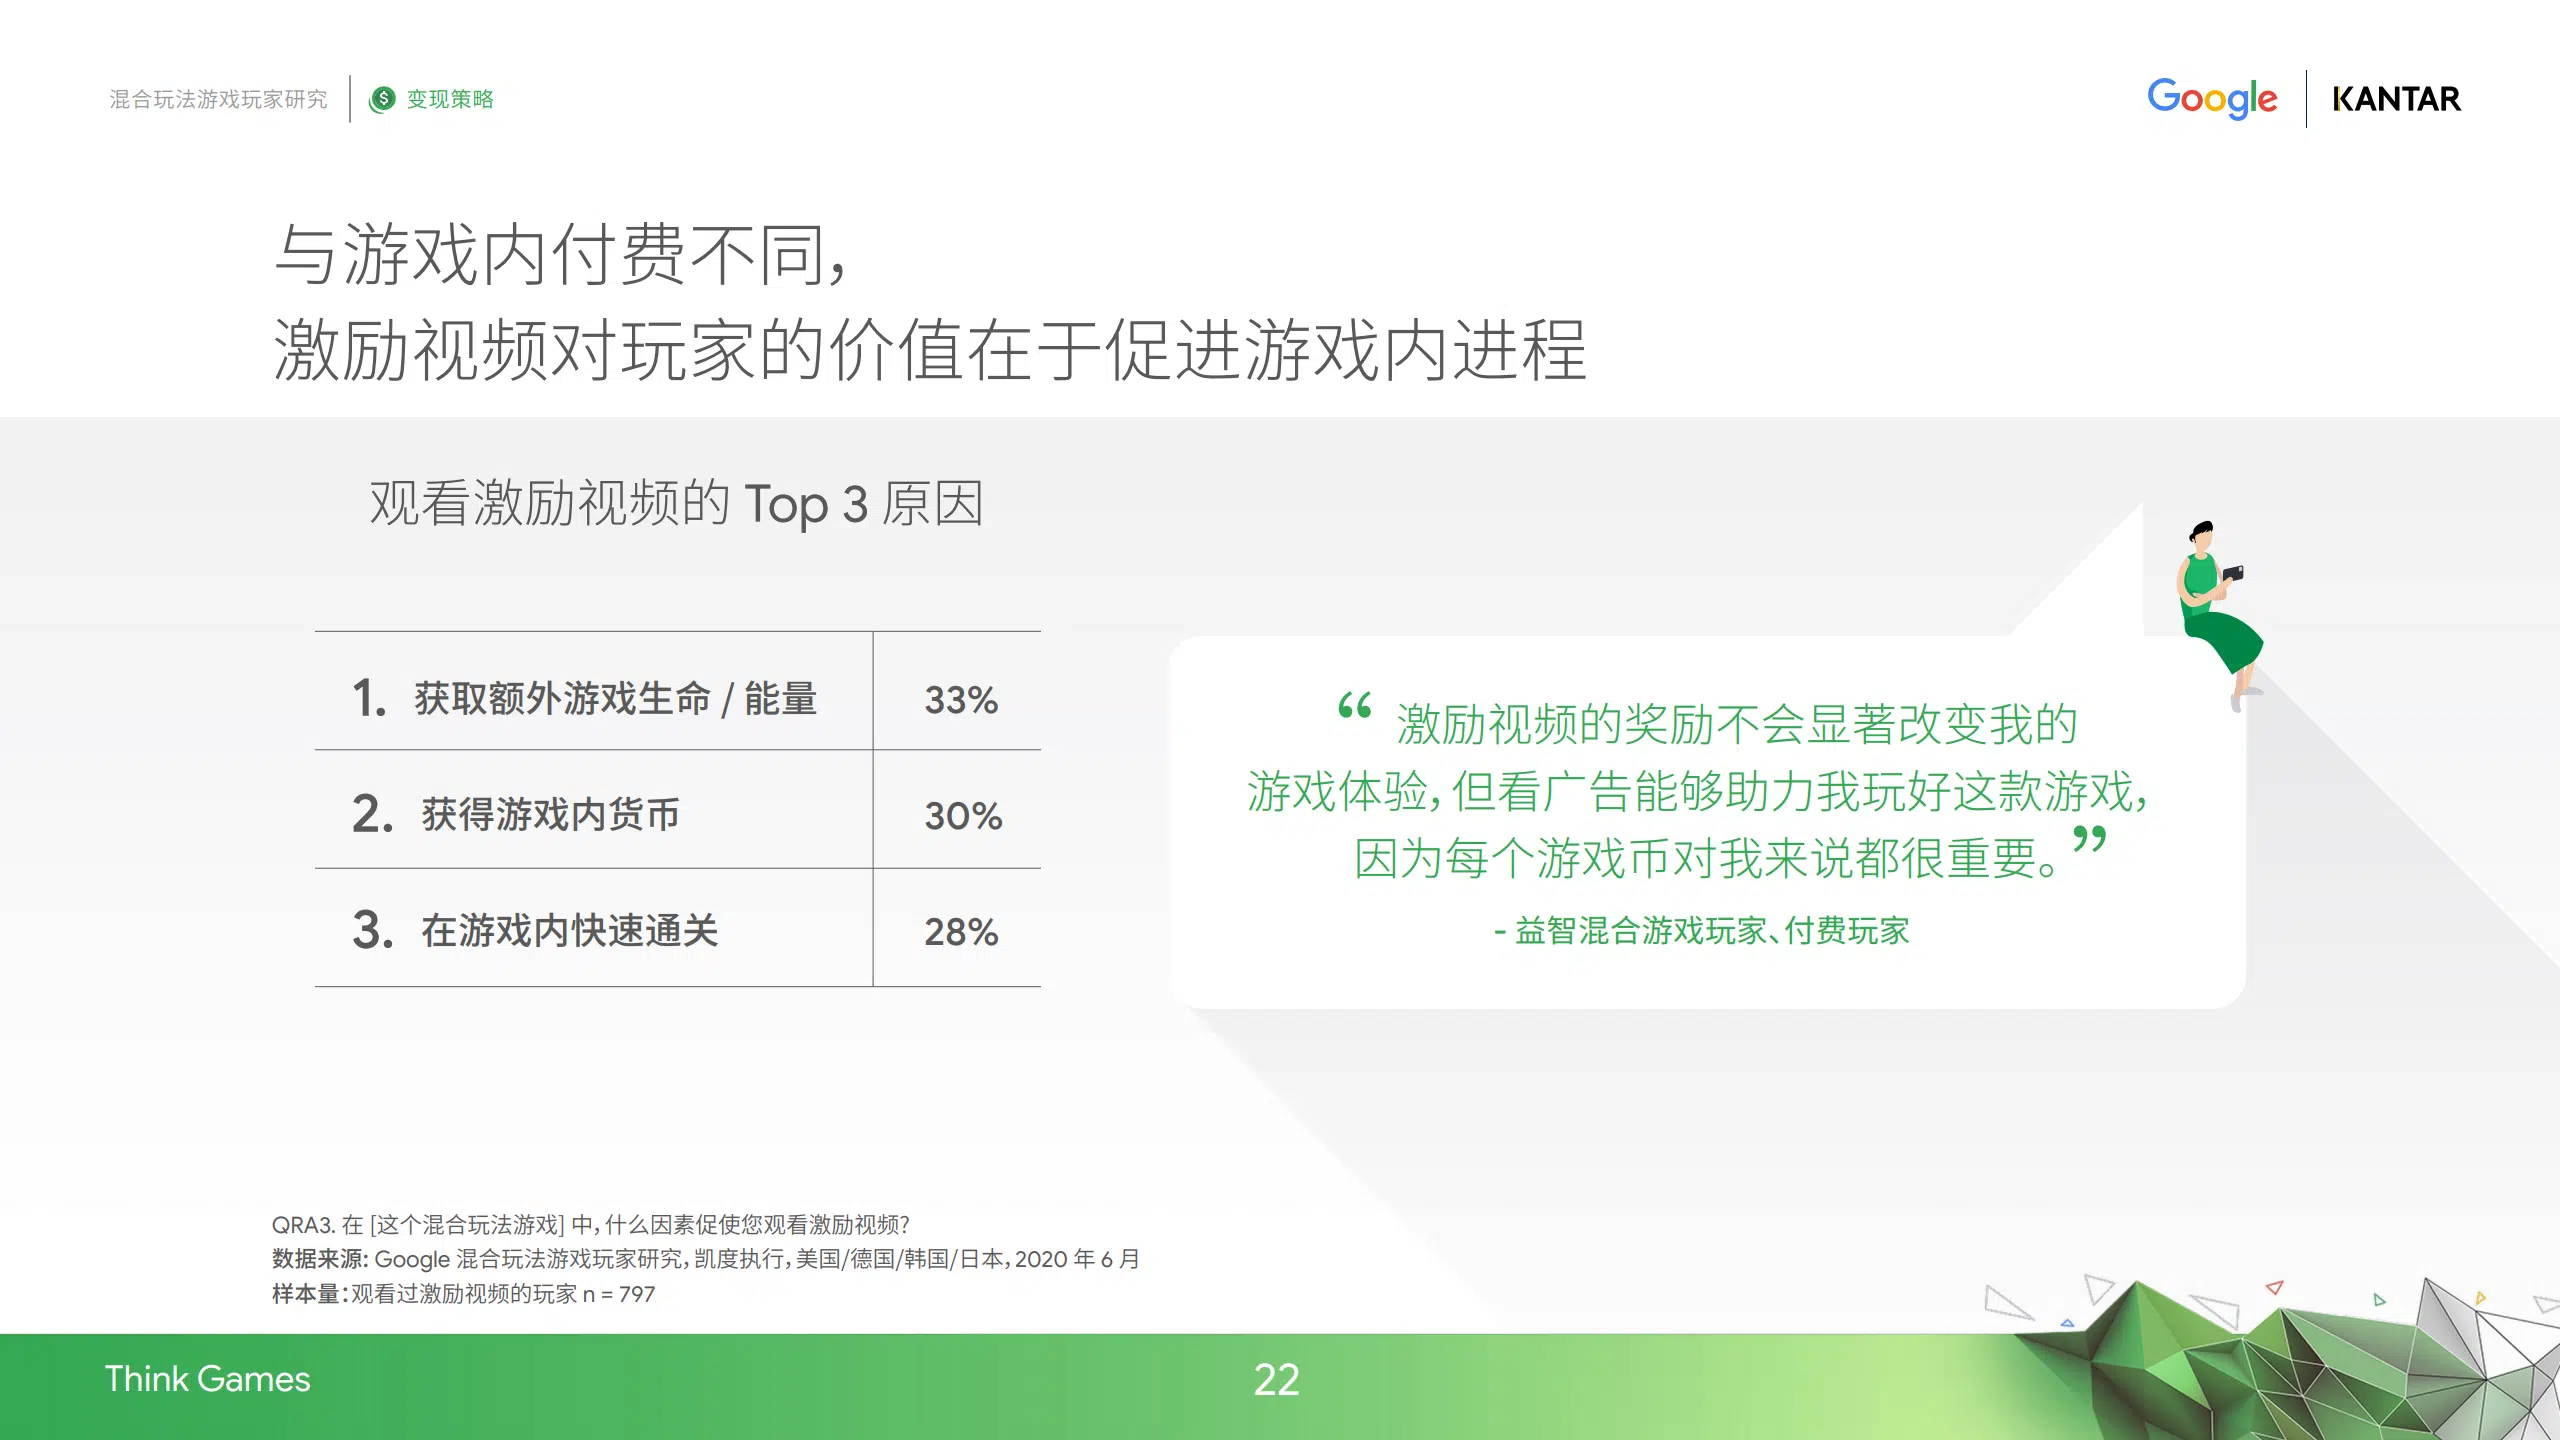 混合玩法游戏玩家研究
变现策略
Google
KANTAR
与游戏内付费不同，
激励视频对玩家的价值在于促进游戏内进程
观看激励视频的 Top 3 原因
1. 获取额外游戏生命 / 能量 33%
2. 获得游戏内货币 30%
3. 在游戏内快速通关 28%
“ 激励视频的奖励不会显著改变我的
游戏体验，但看广告能够助力我玩好这款游戏，
因为每个游戏币对我来说都很重要。”
- 益智混合游戏玩家、付费玩家
QRA3. 在 [这个混合玩法游戏] 中，什么因素促使您观看激励视频？
数据来源: Google 混合玩法游戏玩家研究，凯度执行，美国/德国/韩国/日本，2020 年 6 月
样本量：观看过激励视频的玩家 n = 797
Think Games
22